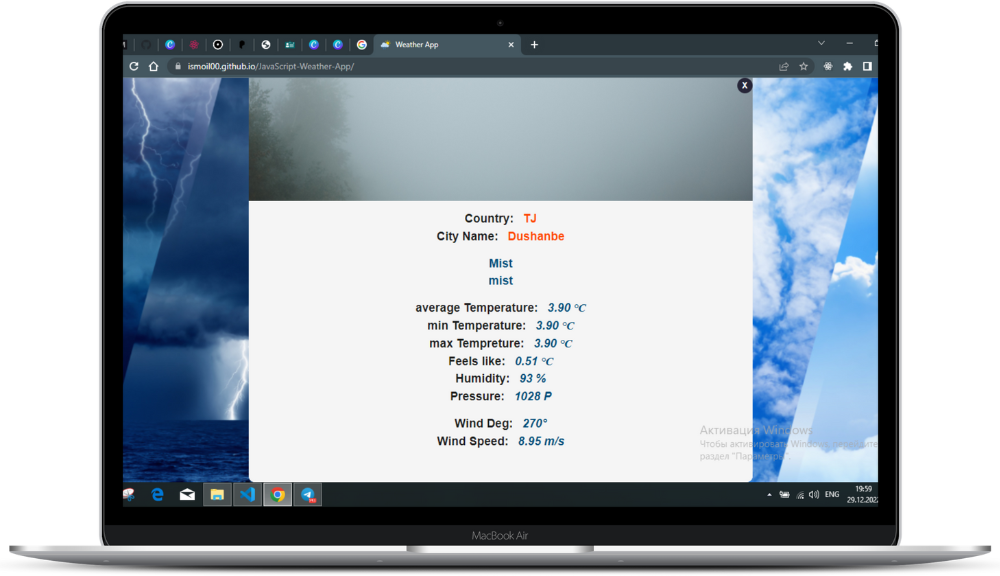 Weather App
ismoil00.github.io/JavaScript-Weather-App/
X
Country: TJ
City Name: Dushanbe
Mist
mist
average Temperature: 3.90 °C
min Temperature: 3.90 °C
max Tempreture: 3.90 °C
Feels like: 0.51 °C
Humidity: 93 %
Pressure: 1028 P
Wind Deg: 270°
Wind Speed: 8.95 m/s
Активация Windows
Чтобы активировать Windows, перейдите
раздел "Параметры".
ENG
19:59
29.12.202
MacBook Air